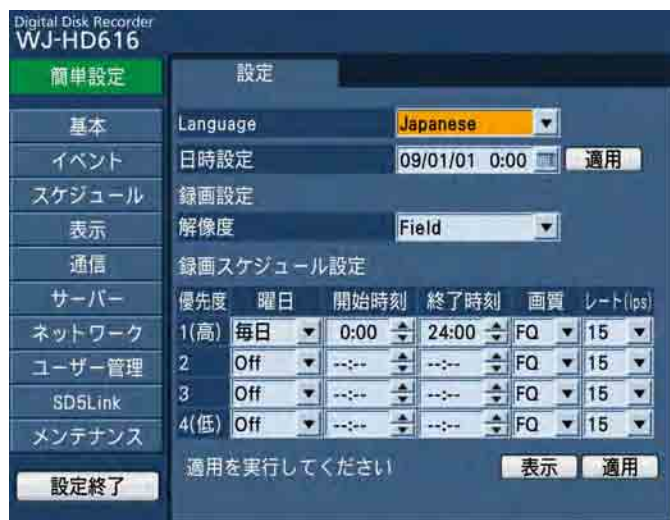 Digital Disk Recorder
WJ-HD616
簡単設定
設定
基本
イベント
スケジュール
表示
通信
サーバー
ネットワーク
ユーザー管理
SD5Link
メンテナンス
設定終了
Language Japanese
日時設定 09/01/01 0:00 適用
録画設定
解像度 Field
録画スケジュール設定
優先度 曜日 開始時刻 終了時刻 画質 レート(ips)
1(高) 毎日 0:00 24:00 FQ 15
2 Off --:-- --:-- FQ 15
3 Off --:-- --:-- FQ 15
4(低) Off --:-- --:-- FQ 15
適用を実行してください 表示 適用